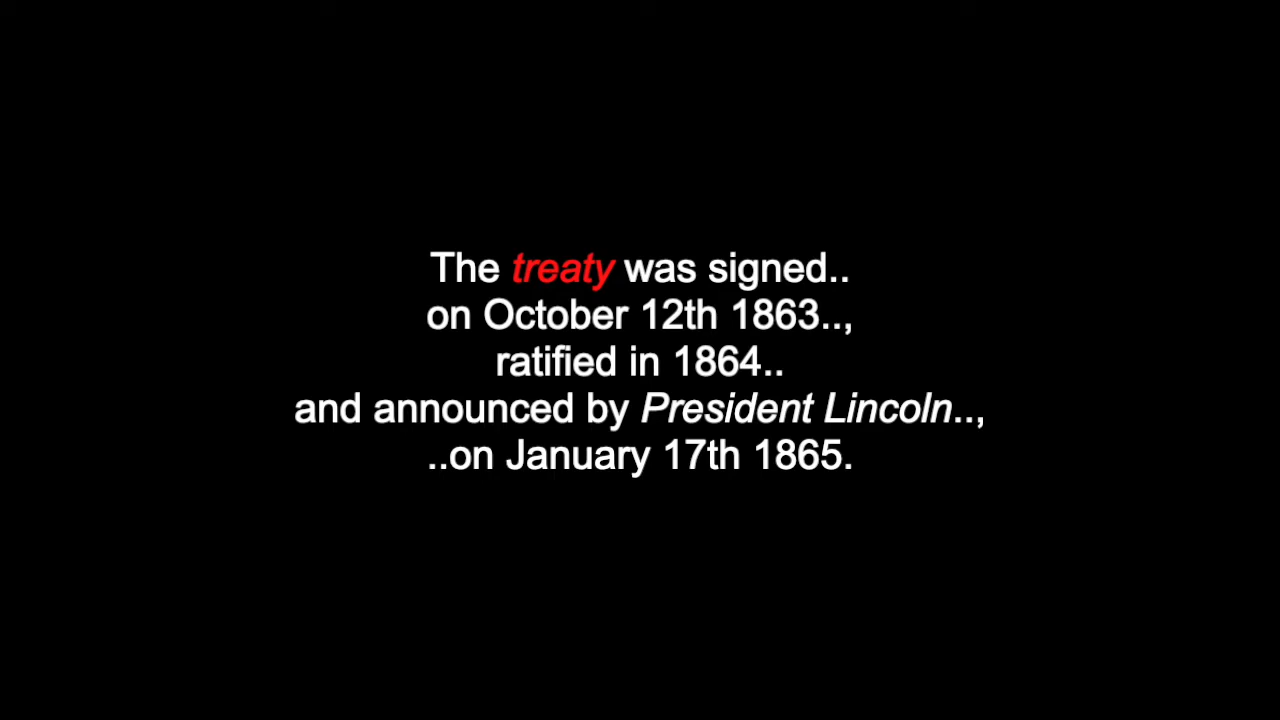 The treaty was signed..
on October 12th 1863..,
ratified in 1864..
and announced by President Lincoln..,
..on January 17th 1865.